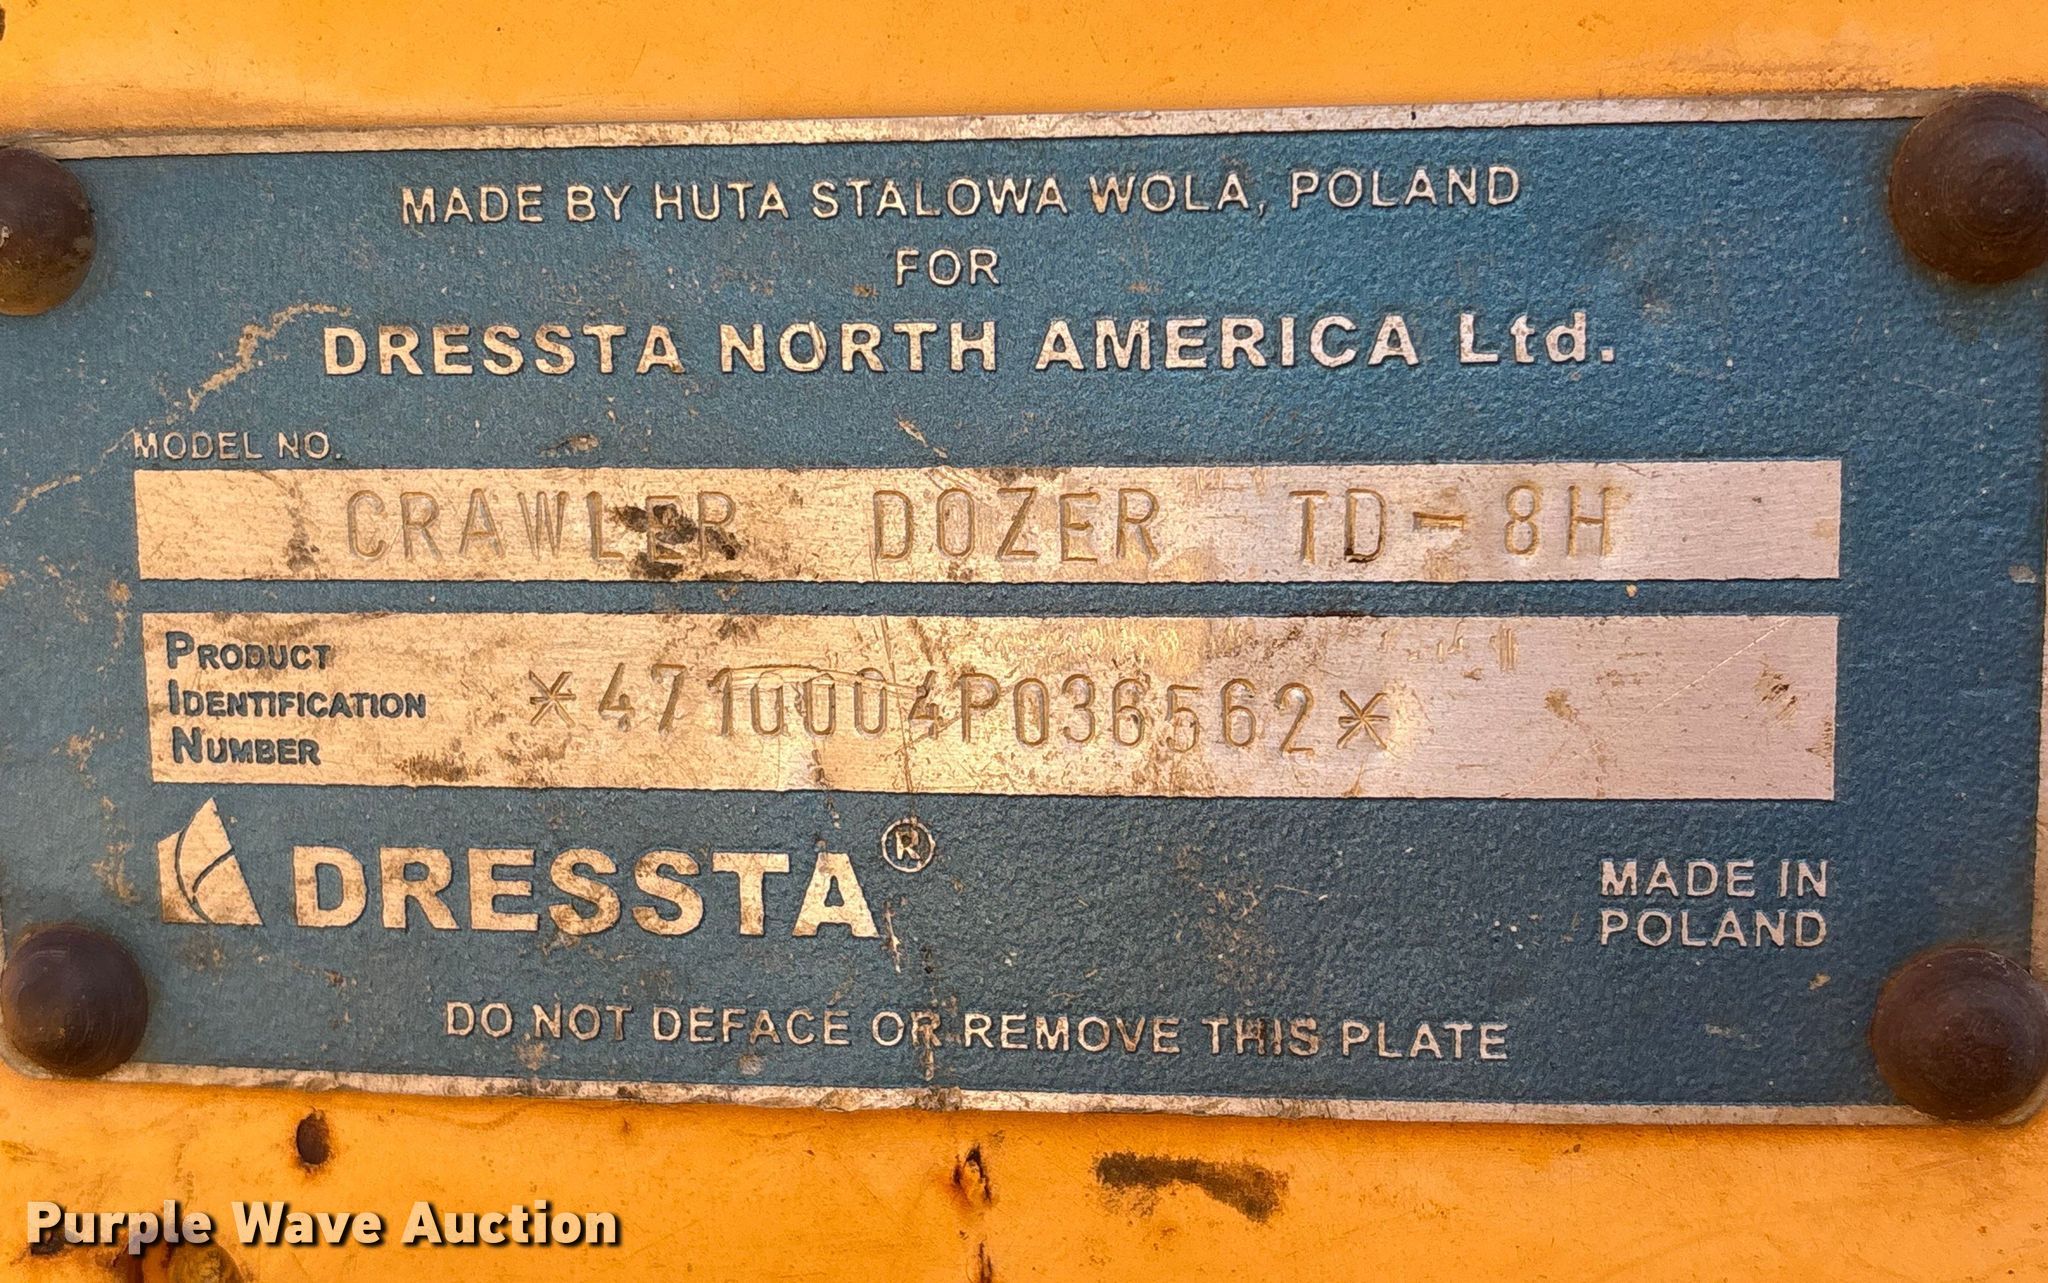 MADE BY HUTA STALOWA WOLA, POLAND
FOR
DRESSTA NORTH AMERICA Ltd.
MODEL NO.
CRAWLER DOZER TD-8H
PRODUCT
IDENTIFICATION
NUMBER
*4710004P036562*
DRESSTA®
MADE IN
POLAND
DO NOT DEFACE OR REMOVE THIS PLATE
Purple Wave Auction